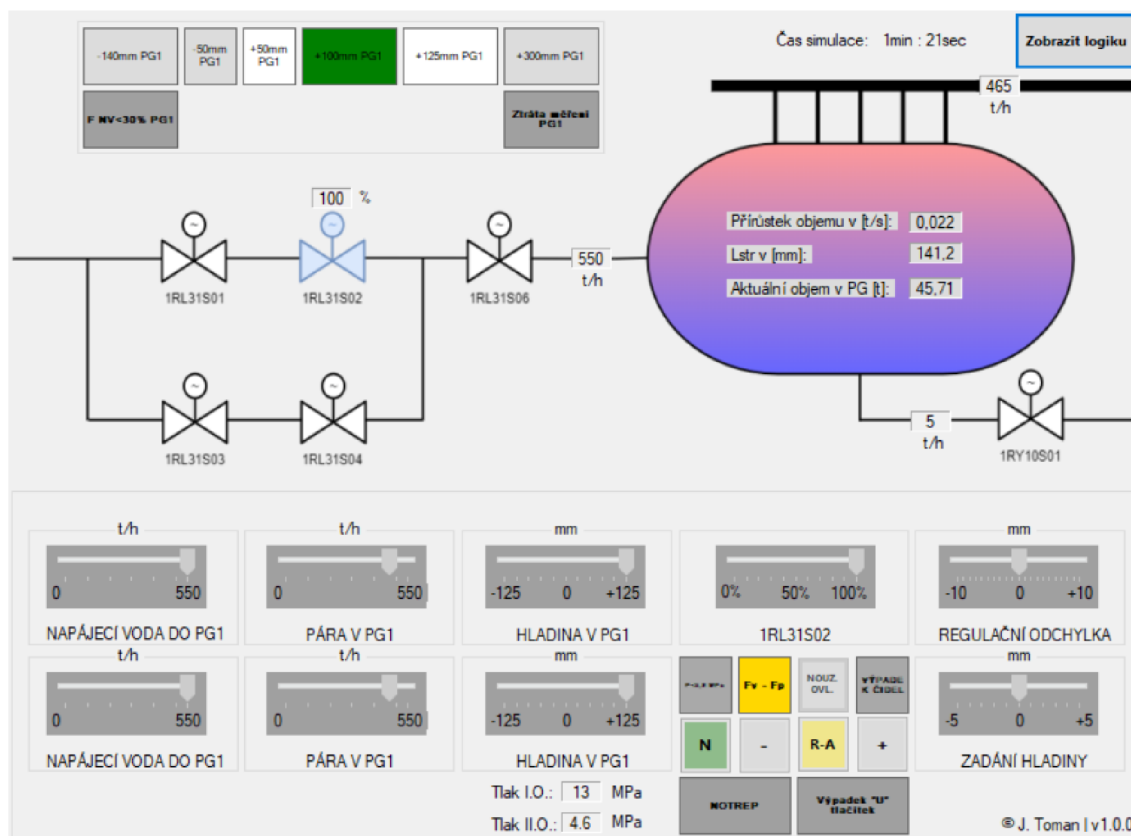 -140mm PG1
-50mm
PG1
+50mm
PG1
+100mm PG1
+125mm PG1
+300mm PG1
F NV<30% PG1
Ztráta měření
PG1
Čas simulace: 1min : 21sec
Zobrazit logiku
465
t/h
100 %
~
~
~
1RL31S01
1RL31S02
1RL31S06
550
t/h
Přírůstek objemu v [t/s]: 0,022
Lstr v [mm]: 141,2
Aktuální objem v PG [t]: 45,71
~
~
~
1RL31S03
1RL31S04
5
t/h
1RY10S01
t/h
0 550
NAPÁJECÍ VODA DO PG1
t/h
0 550
PÁRA V PG1
mm
-125 0 +125
HLADINA V PG1
0% 50% 100%
1RL31S02
mm
-10 0 +10
REGULAČNÍ ODCHYLKA
t/h
0 550
NAPÁJECÍ VODA DO PG1
t/h
0 550
PÁRA V PG1
mm
-125 0 +125
HLADINA V PG1
Fv - Fp
NOUZ.
OVL.
VÝPADE
K ČIDEL
N
-
R-A
+
mm
-5 0 +5
ZADÁNÍ HLADINY
Tlak I.O.: 13 MPa
Tlak II.O.: 4.6 MPa
NOTREP
Výpadek "U"
tlačítek
© J. Toman | v1.0.0